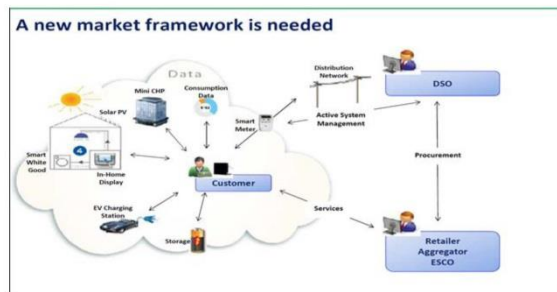 A new market framework is needed
Data
Mini CHP
Consumption
Data
Distribution
Network
DSO
Solar PV
Smart
Meter
Active System
Management
Smart
White
Good
4
In-Home
Display
Customer
Procurement
EV Charging
Station
Storage
Services
Retailer
Aggregator
ESCO